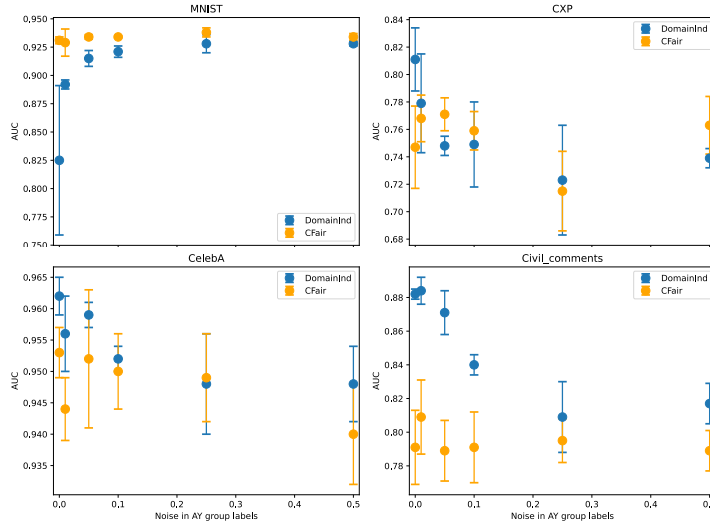 MNIST
0.950
0.925
0.900
0.875
0.850
0.825
0.800
0.775
0.750
AUC
DomainInd
CFair
CXP
0.84
0.82
0.80
0.78
0.76
0.74
0.72
0.70
0.68
AUC
DomainInd
CFair
CelebA
0.965
0.960
0.955
0.950
0.945
0.940
0.935
AUC
DomainInd
CFair
0.0
0.1
0.2
0.3
0.4
0.5
Noise in AY group labels
Civil_comments
0.88
0.86
0.84
0.82
0.80
0.78
AUC
DomainInd
CFair
0.0
0.1
0.2
0.3
0.4
Noise in AY group labels